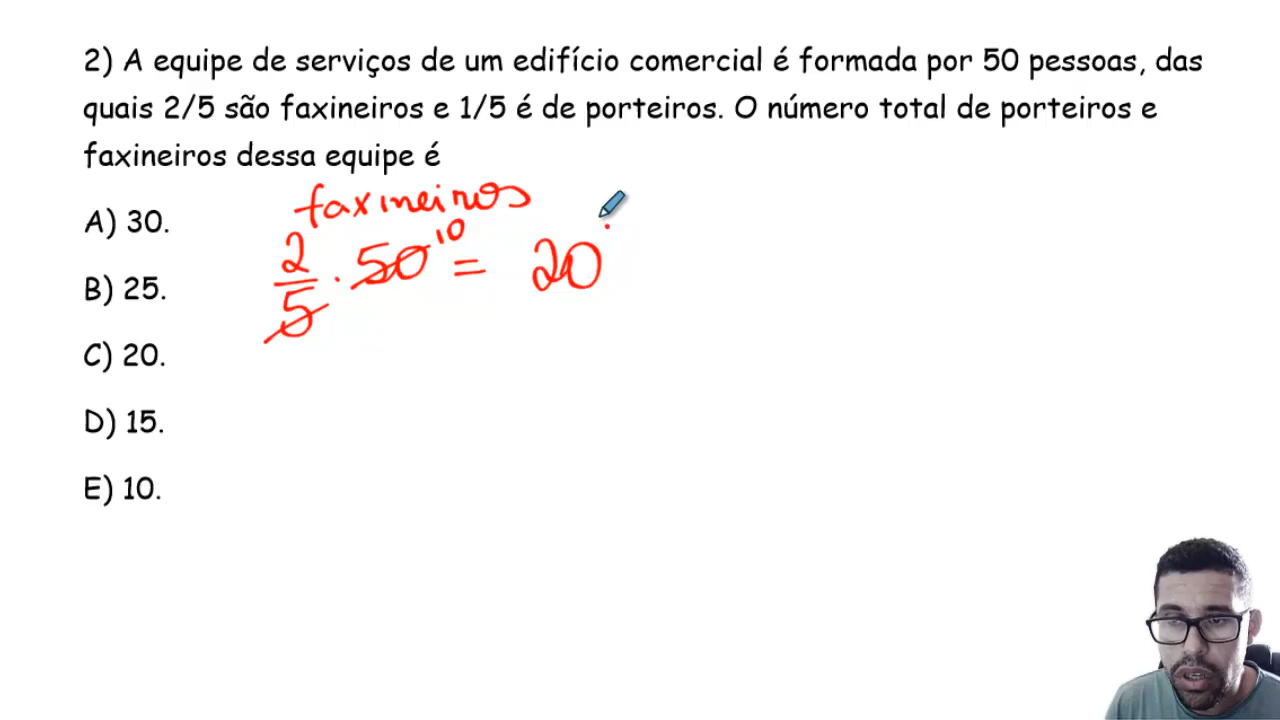 2) A equipe de serviços de um edifício comercial é formada por 50 pessoas, das
quais 2/5 são faxineiros e 1/5 é de porteiros. O número total de porteiros e
faxineiros dessa equipe é
faxineiros
A) 30.
2/5 · 50 10 = 20
B) 25.
C) 20.
D) 15.
E) 10.